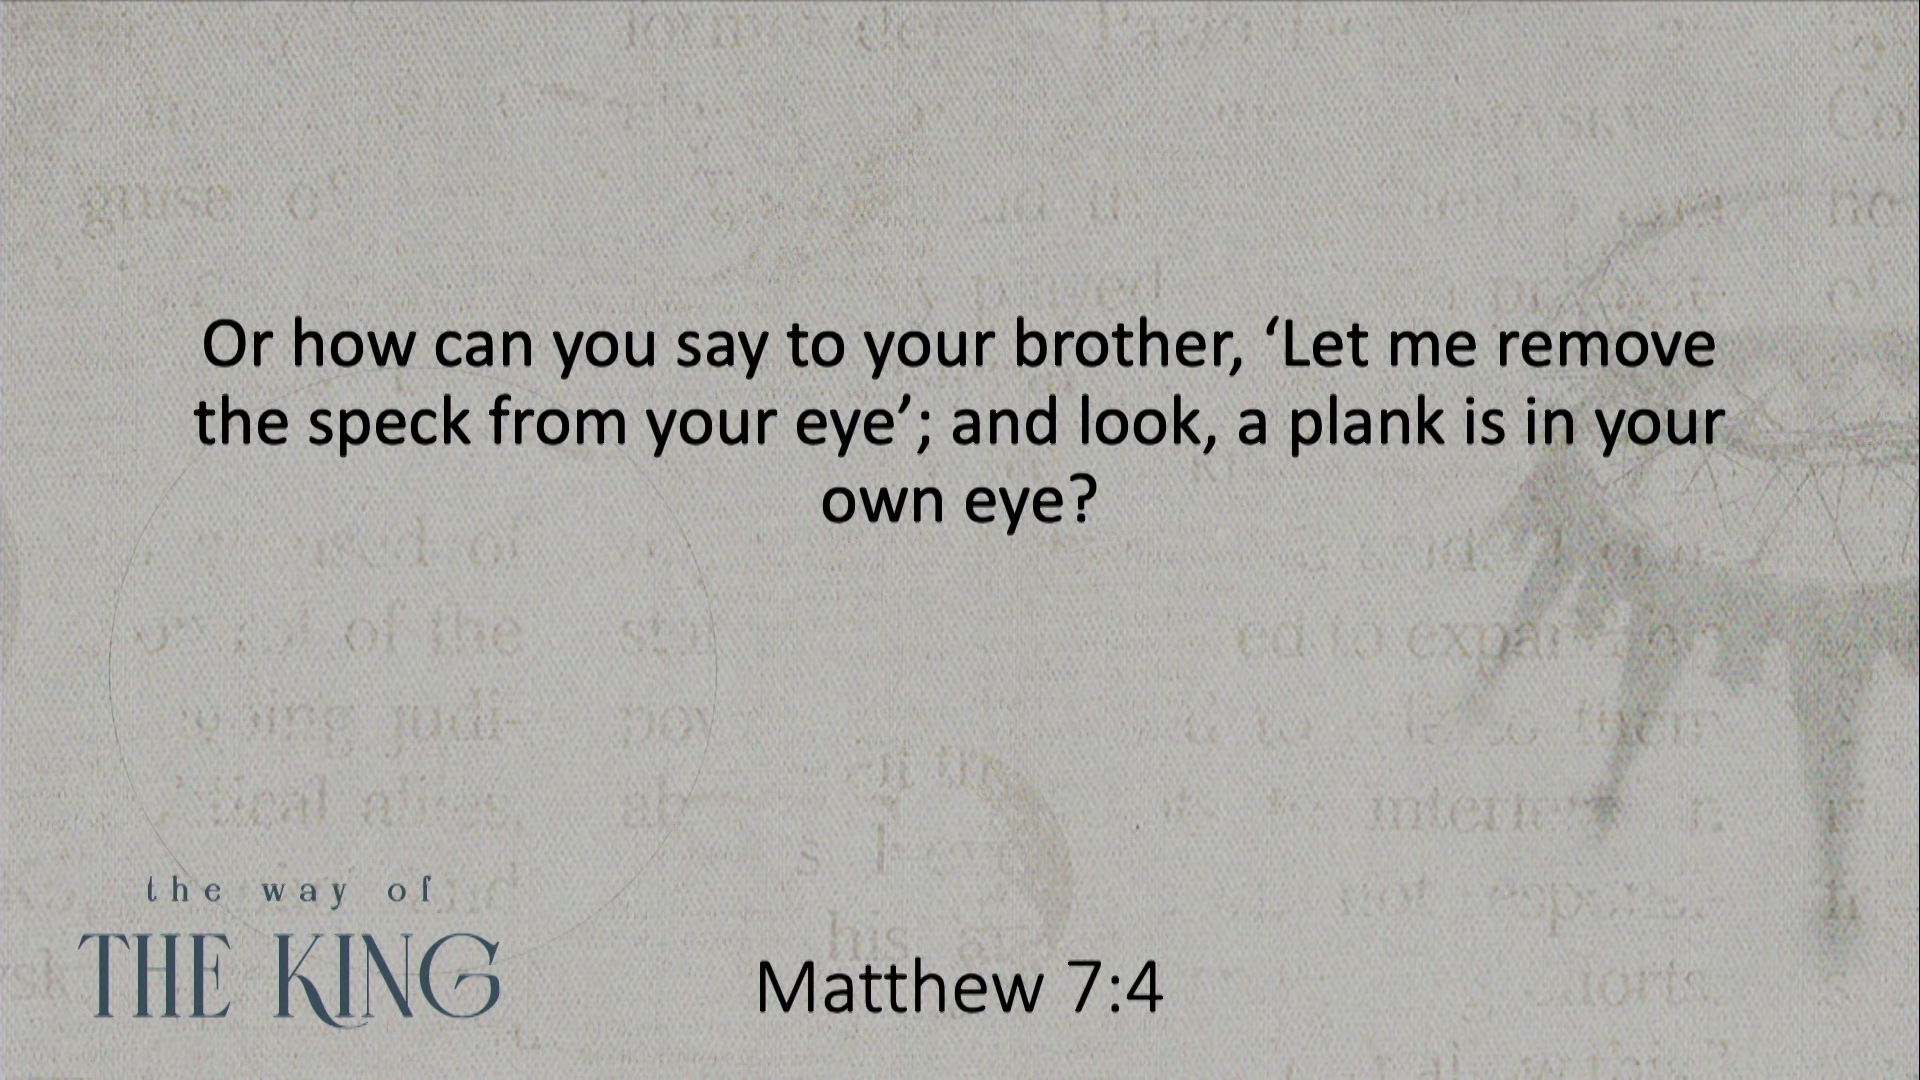 Or how can you say to your brother, ‘Let me remove
the speck from your eye’; and look, a plank is in your
own eye?
the way of
THE KING
Matthew 7:4